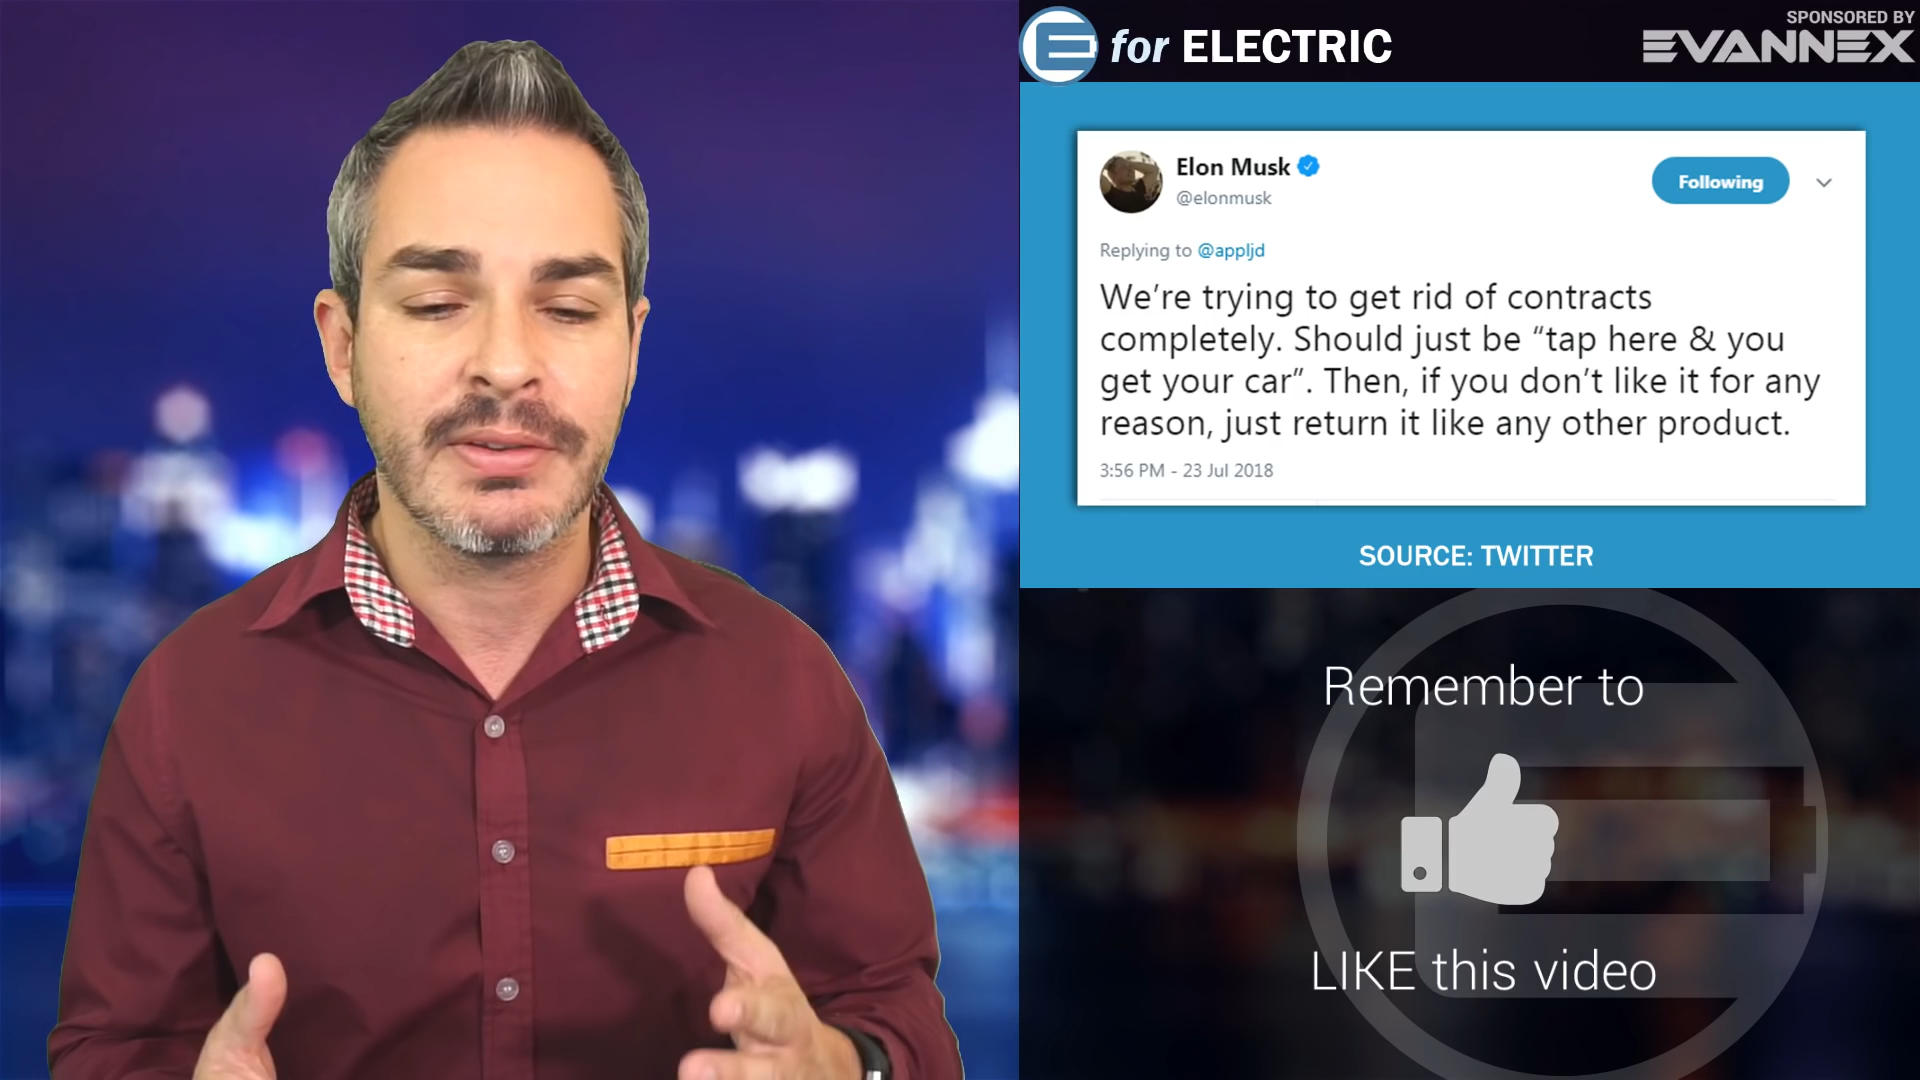 E for ELECTRIC
SPONSORED BY
EVANNEX
Elon Musk
@elonmusk
Following
Replying to @appljd
We’re trying to get rid of contracts
completely. Should just be “tap here & you
get your car”. Then, if you don’t like it for any
reason, just return it like any other product.
3:56 PM - 23 Jul 2018
SOURCE: TWITTER
Remember to
LIKE this video